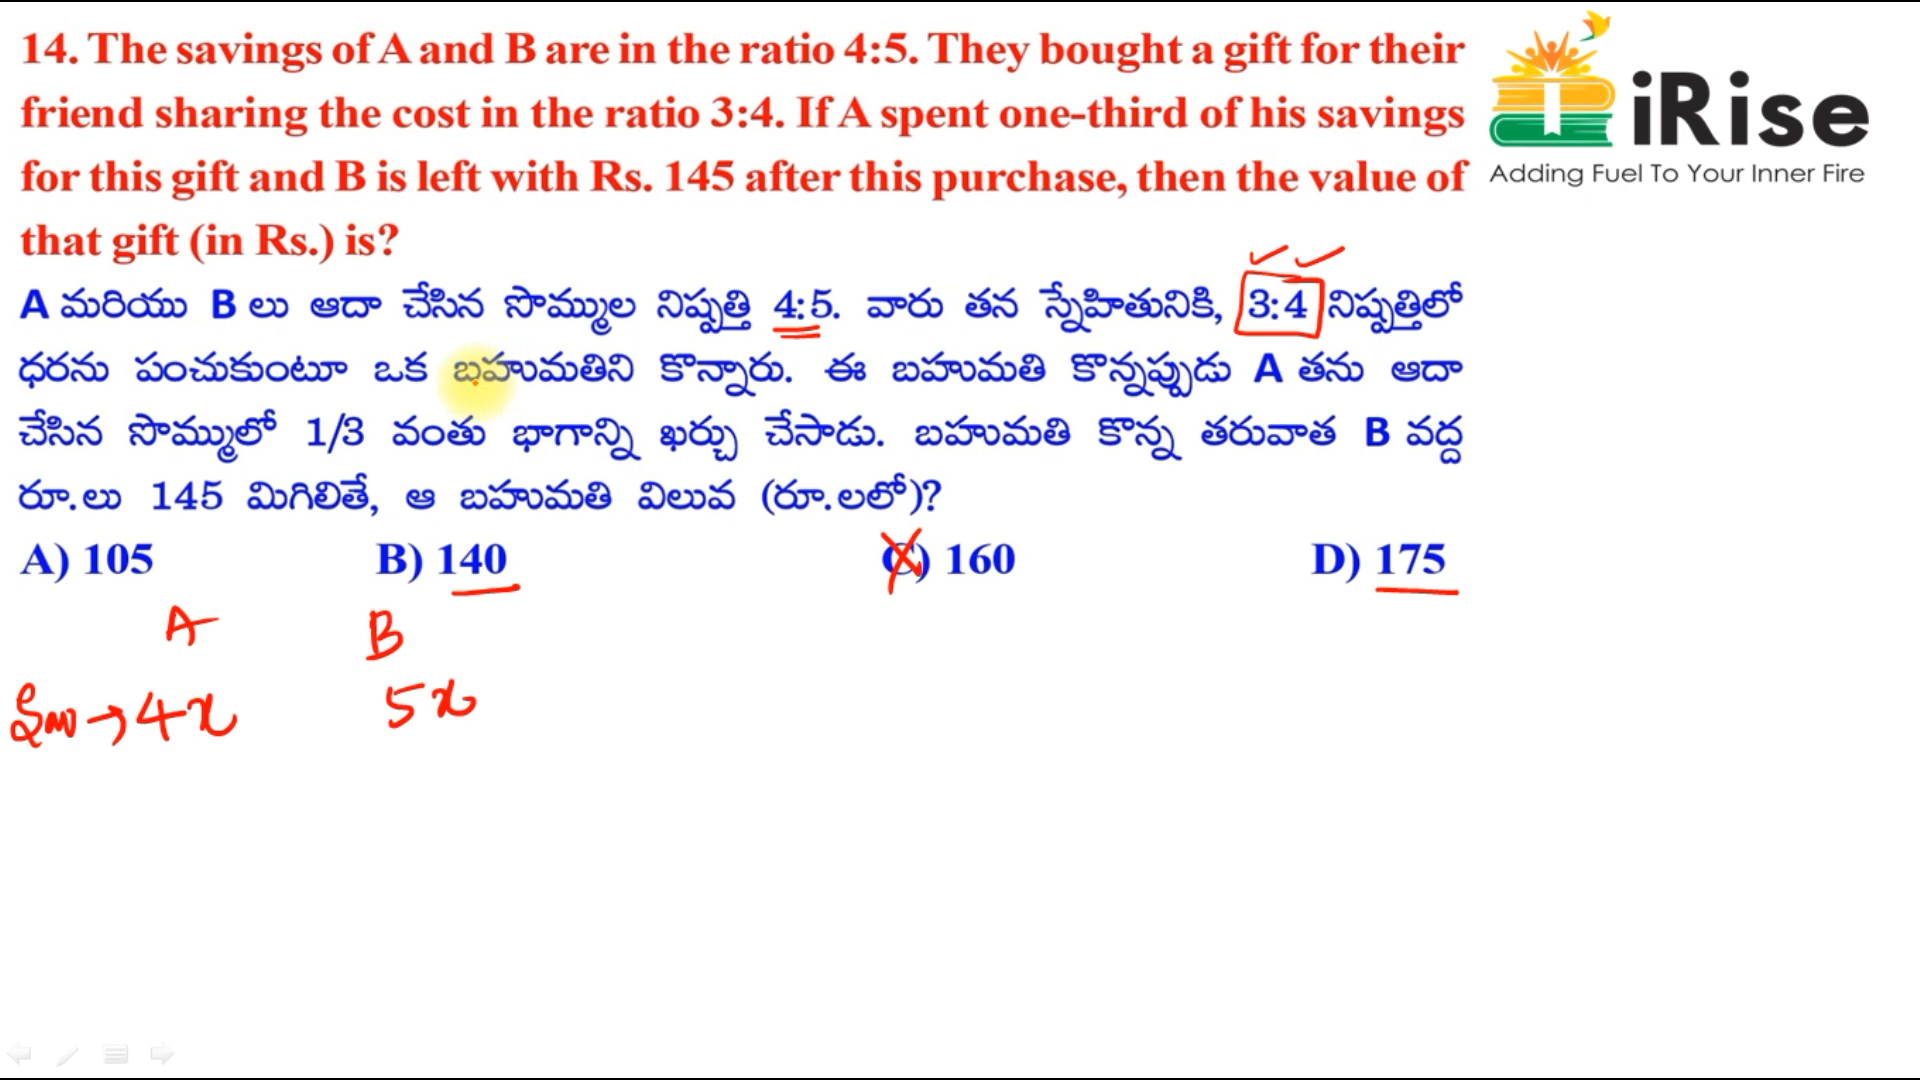 14. The savings of A and B are in the ratio 4:5. They bought a gift for their
friend sharing the cost in the ratio 3:4. If A spent one-third of his savings
for this gift and B is left with Rs. 145 after this purchase, then the value of
that gift (in Rs.) is?
iRise
Adding Fuel To Your Inner Fire
A మరియు B లు ఆదా చేసిన సొమ్ముల నిష్పత్తి 4:5. వారు తన స్నేహితునికి, 3:4 నిష్పత్తిలో
ధరను పంచుకుంటూ ఒక బహుమతిని కొన్నారు. ఈ బహుమతి కొన్నప్పుడు A తను ఆదా
చేసిన సొమ్ములో 1/3 వంతు భాగాన్ని ఖర్చు చేసాడు. బహుమతి కొన్న తరువాత B వద్ద
రూ.లు 145 మిగిలితే, ఆ బహుమతి విలువ (రూ.లలో)?
A) 105 B) 140 C) 160 D) 175
A B
→ 4x 5x